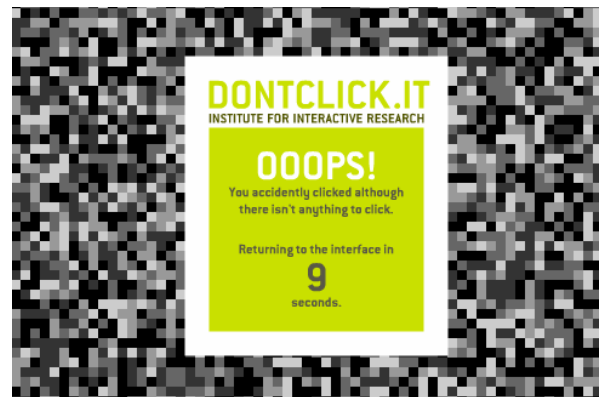 DONTCLICK.IT
INSTITUTE FOR INTERACTIVE RESEARCH
OOOPS!
You accidently clicked although
there isn't anything to click.
Returning to the interface in
9
seconds.